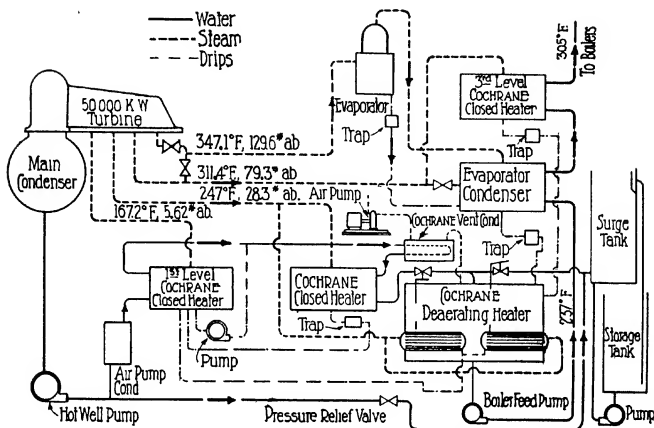 Water
Steam
Drips
50000 K W
Turbine
Main
Condenser
347.1°F, 129.6# ab
311.4°F, 79.3# ab
247°F, 28.3# ab.
167.2°F, 5.62# ab.
Evaporator
Trap
Air Pump
COCHRANE Vent Cond
305°F
To Boilers
3rd Level
COCHRANE
Closed Heater
Trap
Evaporator
Condenser
Trap
237°F
Surge
Tank
Storage
Tank
1st Level
COCHRANE
Closed Heater
COCHRANE
Closed Heater
Trap
COCHRANE
Deaerating Heater
Pump
Air Pump
Cond
Hot Well Pump
Pressure Relief Valve
Boiler Feed Pump
Pump